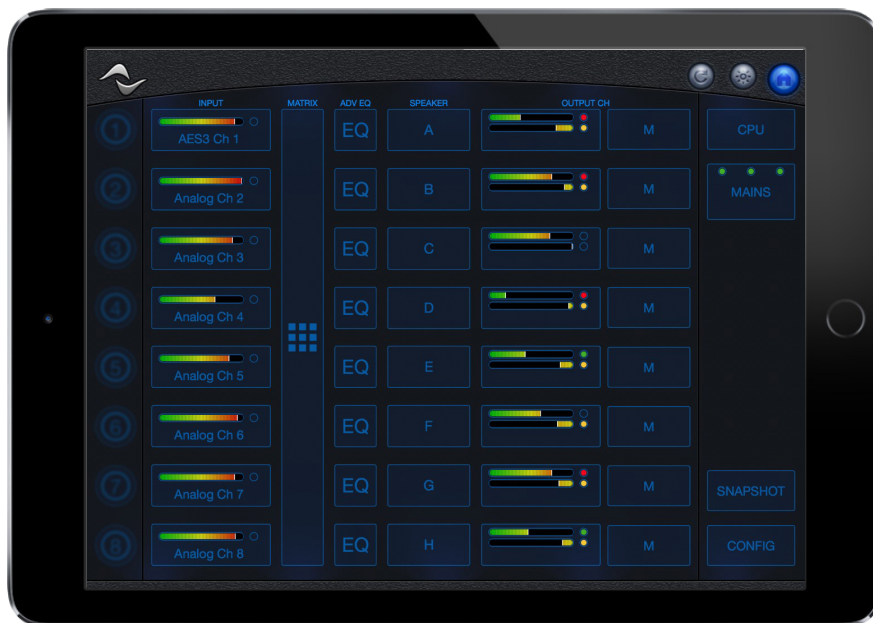 INPUT MATRIX ADV EQ SPEAKER OUTPUT CH
1 AES3 Ch 1 EQ A M CPU
2 Analog Ch 2 EQ B M MAINS
3 Analog Ch 3 EQ C M
4 Analog Ch 4 EQ D M
5 Analog Ch 5 EQ E M
6 Analog Ch 6 EQ F M
7 Analog Ch 7 EQ G M SNAPSHOT
8 Analog Ch 8 EQ H M CONFIG